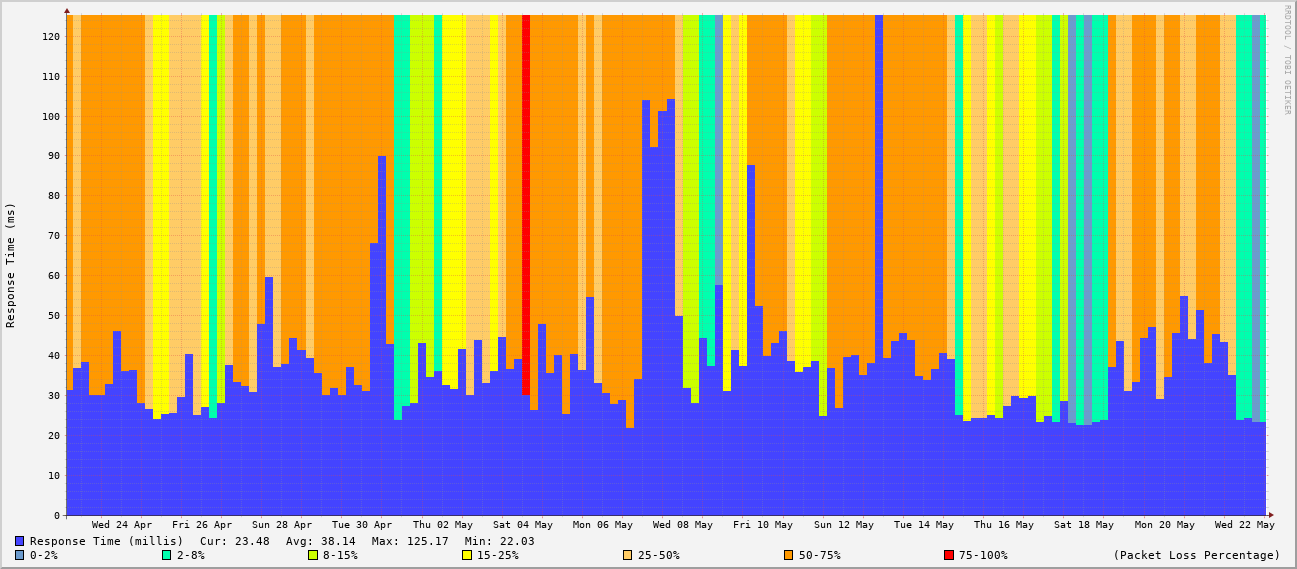 RRDTOOL / TOBI OETIKER
Response Time (ms)
120
110
100
90
80
70
60
50
40
30
20
10
0
Wed 24 Apr Fri 26 Apr Sun 28 Apr Tue 30 Apr Thu 02 May Sat 04 May Mon 06 May Wed 08 May Fri 10 May Sun 12 May Tue 14 May Thu 16 May Sat 18 May Mon 20 May Wed 22 May
Response Time (millis) Cur: 23.48 Avg: 38.14 Max: 125.17 Min: 22.03
0-2% 2-8% 8-15% 15-25% 25-50% 50-75% 75-100% (Packet Loss Percentage)